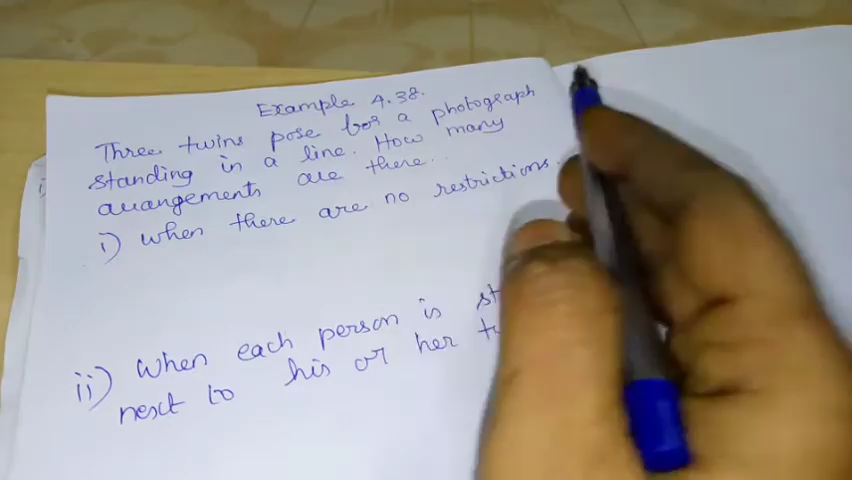 Example 4.38.
Three twins pose for a photograph
standing in a line. How many
arrangements are there.
i) when there are no restrictions.
ii) when each person is
next to his or her